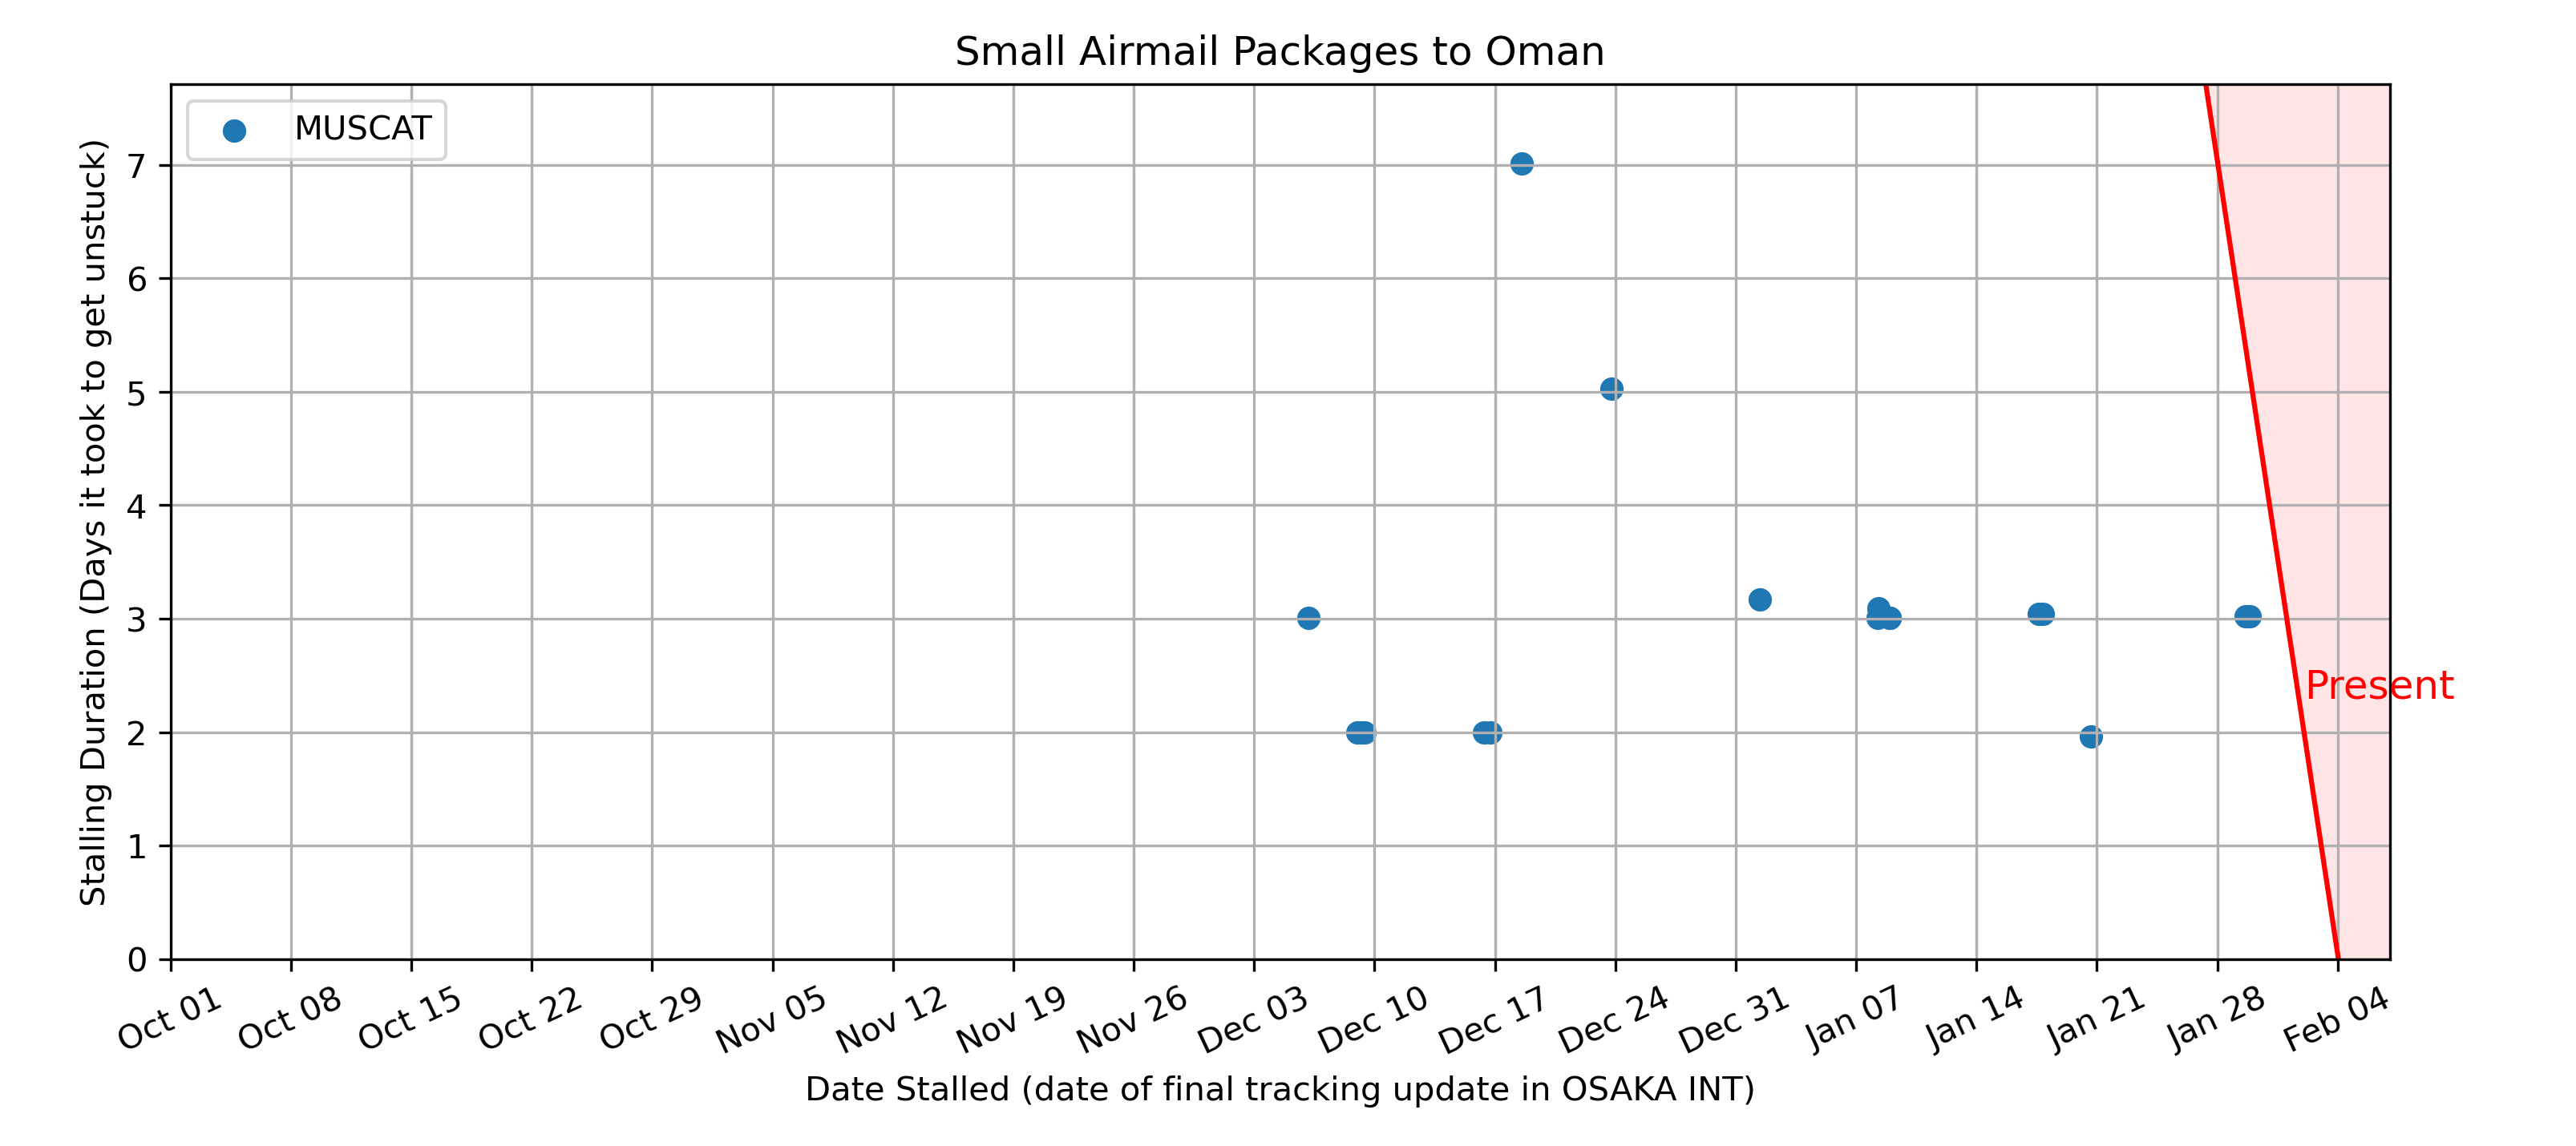 Small Airmail Packages to Oman
MUSCAT
Stalling Duration (Days it took to get unstuck)
7
6
5
4
3
2
1
0
Present
Oct 01
Oct 08
Oct 15
Oct 22
Oct 29
Nov 05
Nov 12
Nov 19
Nov 26
Dec 03
Dec 10
Dec 17
Dec 24
Dec 31
Jan 07
Jan 14
Jan 21
Jan 28
Feb 04
Date Stalled (date of final tracking update in OSAKA INT)